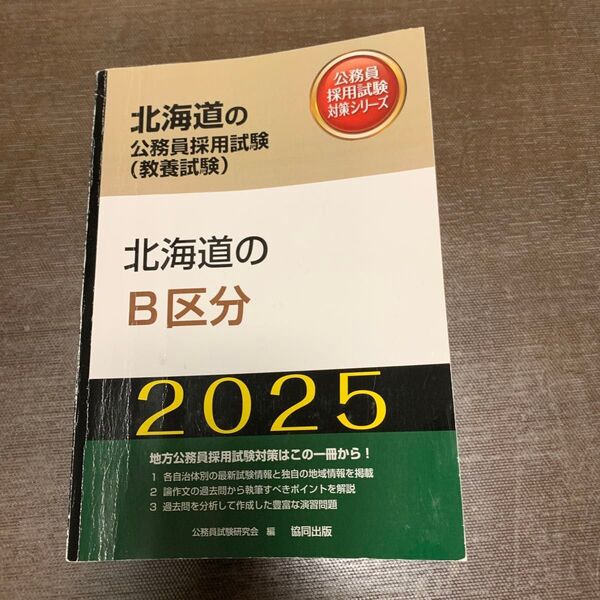 公務員
採用試験
対策シリーズ
北海道の
公務員採用試験
（教養試験）
北海道の
B区分
2025
地方公務員採用試験対策はこの一冊から！
1 各自治体別の最新試験情報と独自の地域情報を掲載
2 論作文の過去問から執筆すべきポイントを解説
3 過去問を分析して作成した豊富な演習問題
公務員試験研究会 編 協同出版